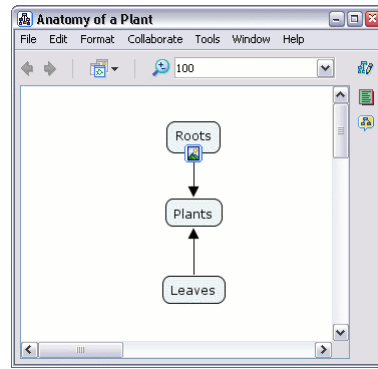 Anatomy of a Plant
File Edit Format Collaborate Tools Window Help
100
Roots
Plants
Leaves